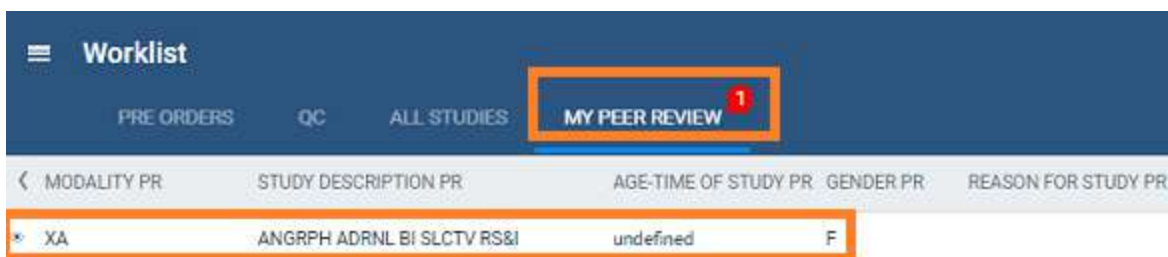 Worklist
PRE ORDERS QC ALL STUDIES MY PEER REVIEW 1
MODALITY PR STUDY DESCRIPTION PR AGE-TIME OF STUDY PR GENDER PR REASON FOR STUDY PR
XA ANGRPH ADRNL BI SLCTV RS&I undefined F